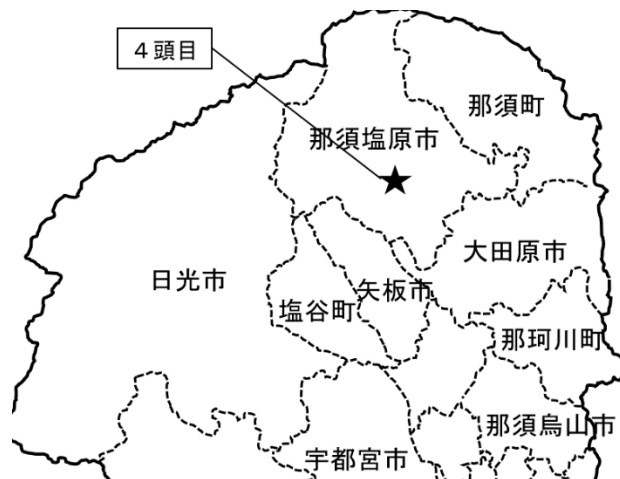 ４頭目
那須町
那須塩原市
大田原市
日光市
矢板市
塩谷町
那珂川町
那須烏山市
宇都宮市